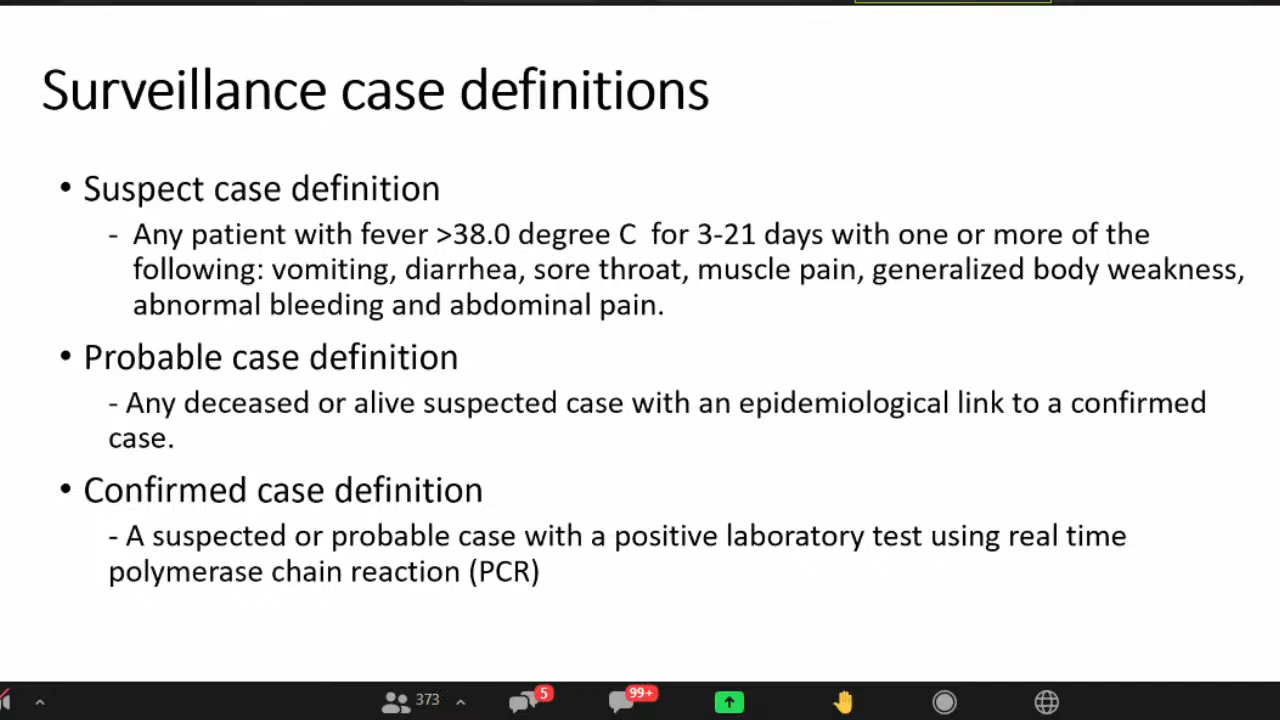 Surveillance case definitions
• Suspect case definition
- Any patient with fever >38.0 degree C for 3-21 days with one or more of the
following: vomiting, diarrhea, sore throat, muscle pain, generalized body weakness,
abnormal bleeding and abdominal pain.
• Probable case definition
- Any deceased or alive suspected case with an epidemiological link to a confirmed
case.
• Confirmed case definition
- A suspected or probable case with a positive laboratory test using real time
polymerase chain reaction (PCR)
373 5 99+